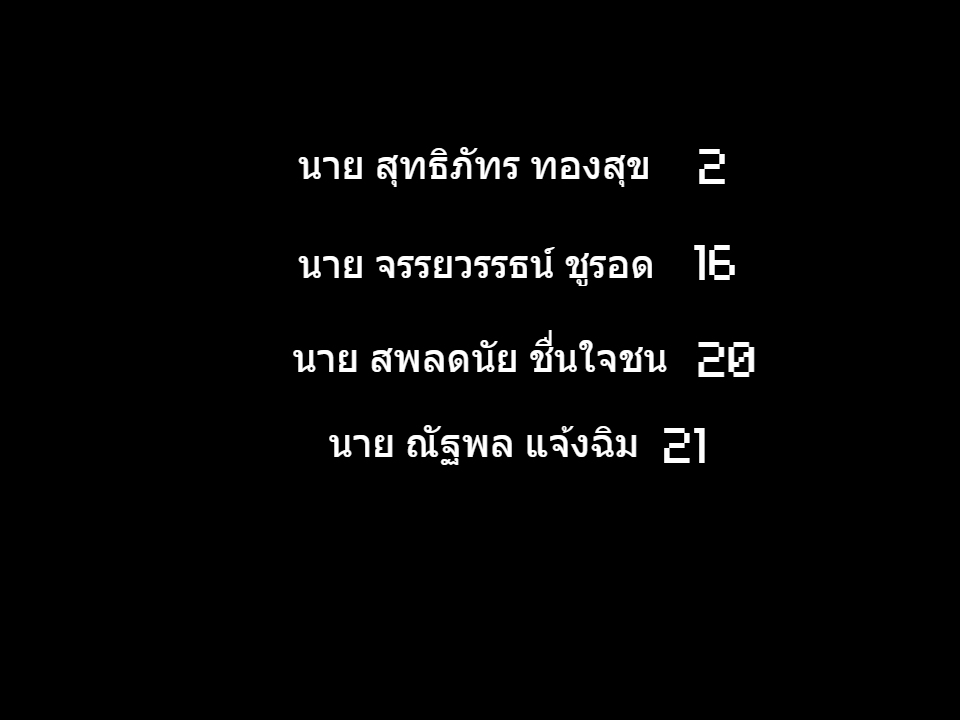 นาย สุทธิภัทร ทองสุข 2
นาย จรรยวรรธน์ ชูรอด 16
นาย สพลดนัย ชื่นใจชน 20
นาย ณัฐพล แจ้งฉิม 21